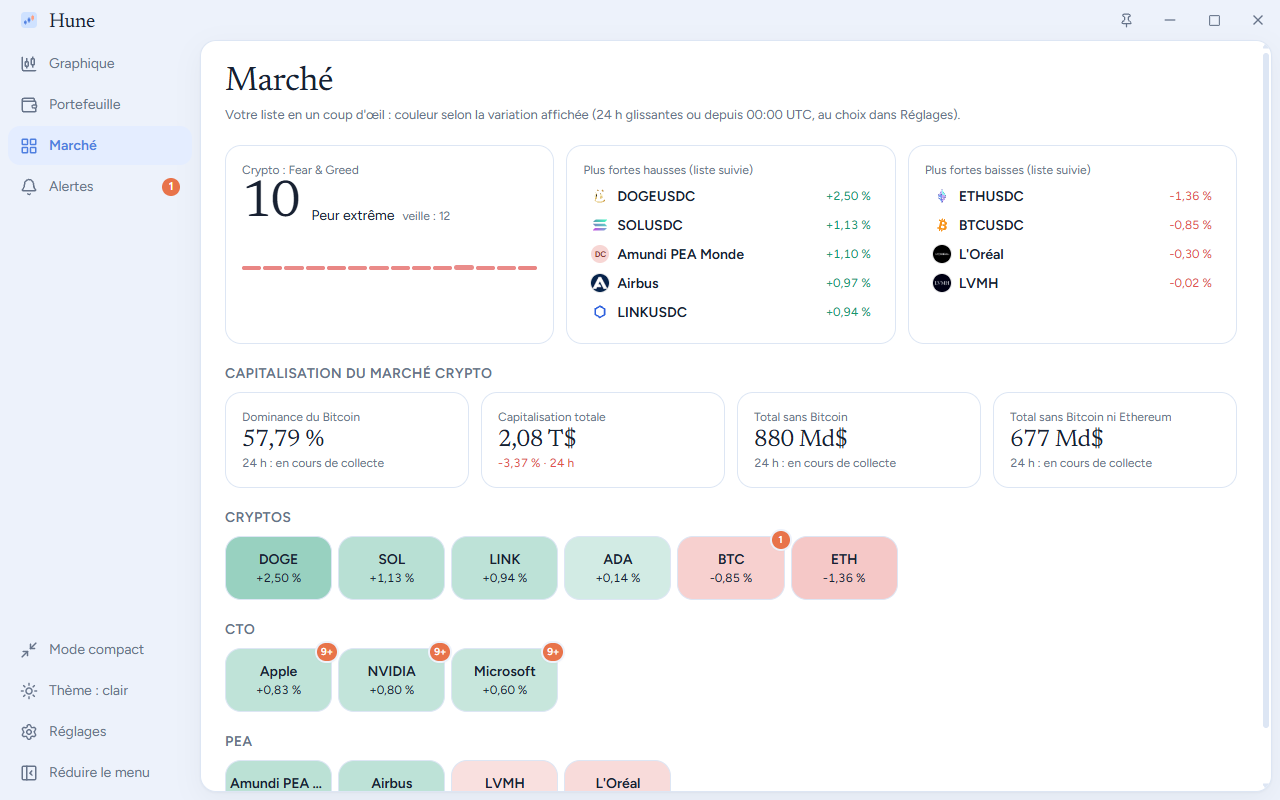 Hune
Graphique
Portefeuille
Marché
Alertes 1
Mode compact
Thème : clair
Réglages
Réduire le menu
Marché
Votre liste en un coup d'œil : couleur selon la variation affichée (24 h glissantes ou depuis 00:00 UTC, au choix dans Réglages).
Crypto : Fear & Greed
10 Peur extrême veille : 12
Plus fortes hausses (liste suivie)
DOGEUSDC +2,50 %
SOLUSDC +1,13 %
DC Amundi PEA Monde +1,10 %
Airbus +0,97 %
LINKUSDC +0,94 %
Plus fortes baisses (liste suivie)
ETHUSDC -1,36 %
BTCUSDC -0,85 %
L'Oréal -0,30 %
LVMH LVMH -0,02 %
CAPITALISATION DU MARCHÉ CRYPTO
Dominance du Bitcoin
57,79 %
24 h : en cours de collecte
Capitalisation totale
2,08 T$
-3,37 % · 24 h
Total sans Bitcoin
880 Md$
24 h : en cours de collecte
Total sans Bitcoin ni Ethereum
677 Md$
24 h : en cours de collecte
CRYPTOS
DOGE
+2,50 %
SOL
+1,13 %
LINK
+0,94 %
ADA
+0,14 %
1
BTC
-0,85 %
ETH
-1,36 %
CTO
9+
Apple
+0,83 %
9+
NVIDIA
+0,80 %
9+
Microsoft
+0,60 %
PEA
Amundi PEA ...
Airbus
LVMH
L'Oréal